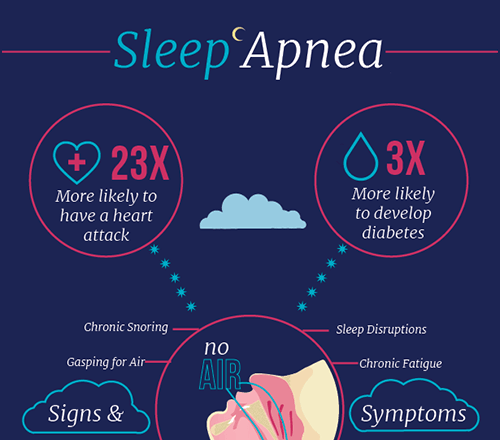 Sleep Apnea
23X
More likely to
have a heart
attack
3X
More likely
to develop
diabetes
Chronic Snoring
Sleep Disruptions
Gasping for Air
Chronic Fatigue
no
AIR
Signs &
Symptoms